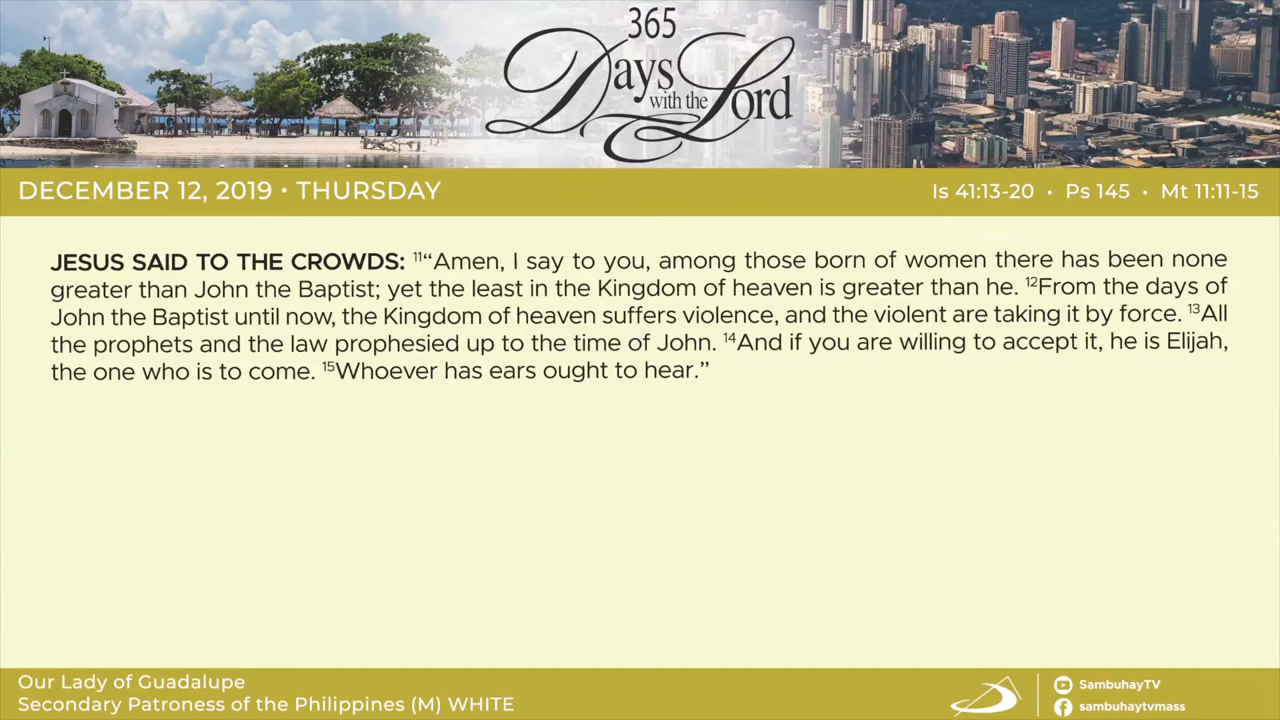 365
Days with the Lord
DECEMBER 12, 2019 • THURSDAY
Is 41:13-20 • Ps 145 • Mt 11:11-15
JESUS SAID TO THE CROWDS: ¹¹“Amen, I say to you, among those born of women there has been none
greater than John the Baptist; yet the least in the Kingdom of heaven is greater than he. ¹²From the days of
John the Baptist until now, the Kingdom of heaven suffers violence, and the violent are taking it by force. ¹³All
the prophets and the law prophesied up to the time of John. ¹⁴And if you are willing to accept it, he is Elijah,
the one who is to come. ¹⁵Whoever has ears ought to hear.”
Our Lady of Guadalupe
Secondary Patroness of the Philippines (M) WHITE
SambuhayTV
sambuhaytvmass